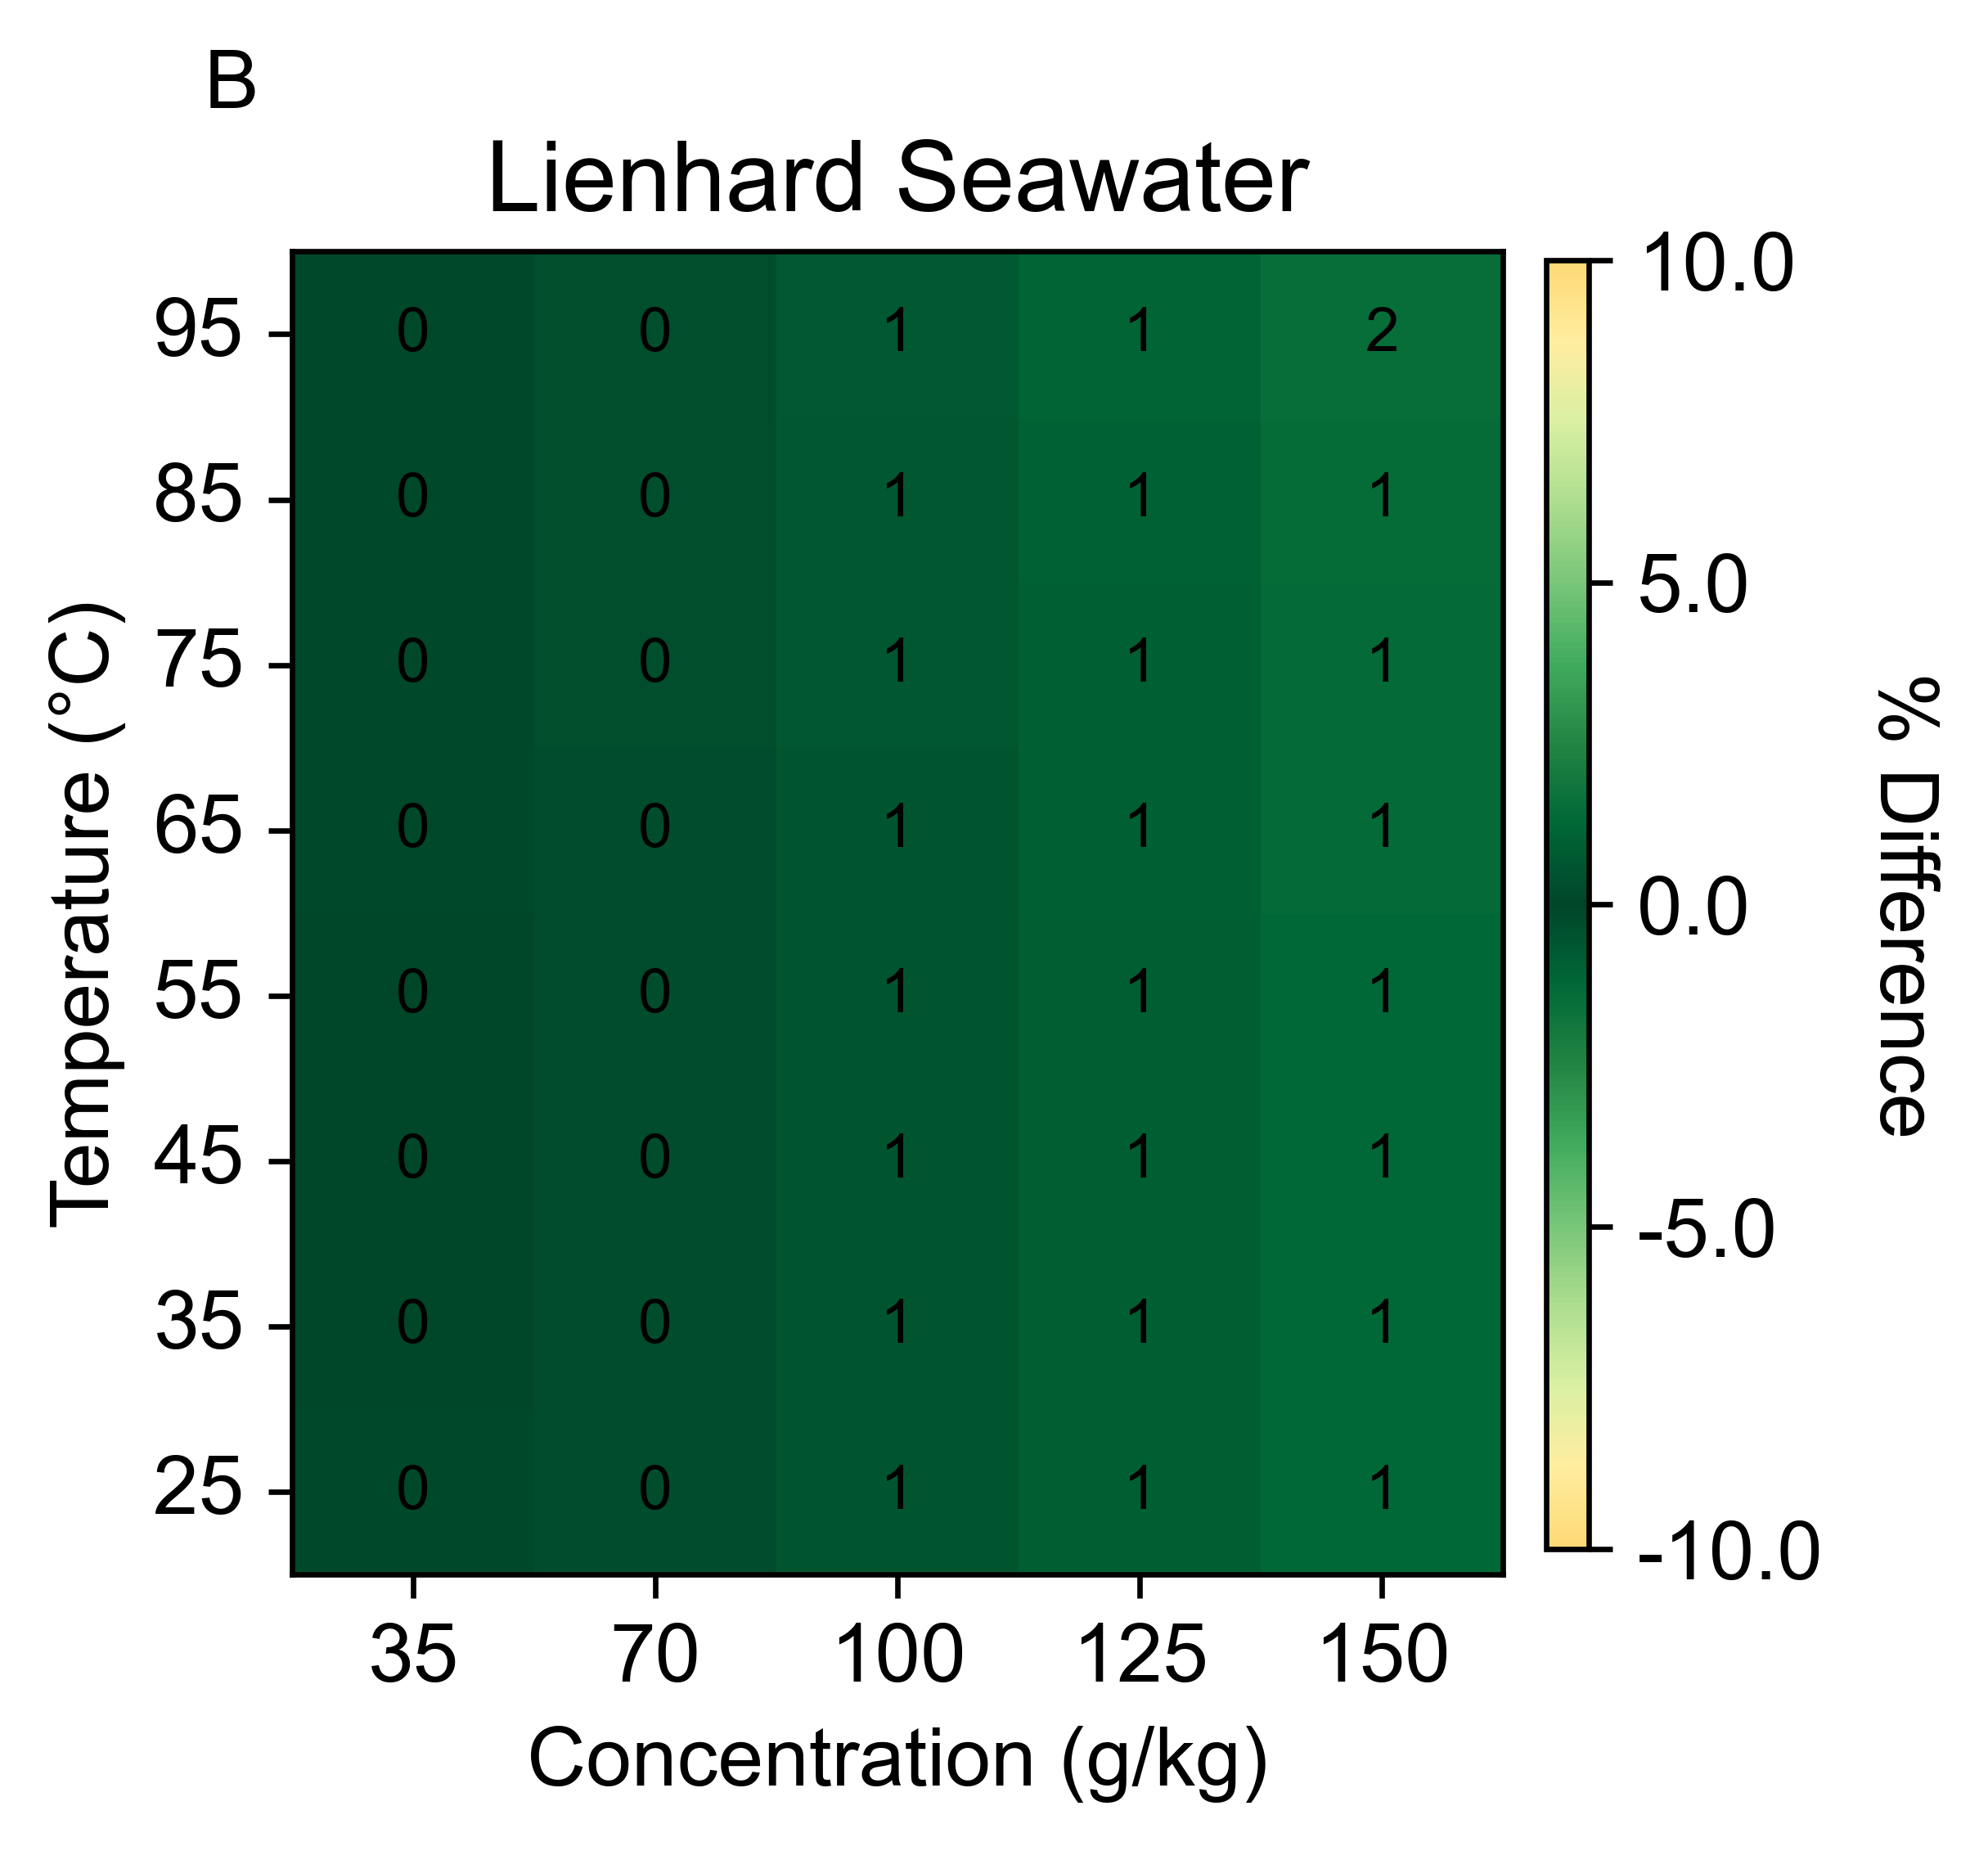 B
Lienhard Seawater
95 0 0 1 1 2
85 0 0 1 1 1
75 0 0 1 1 1
65 0 0 1 1 1
55 0 0 1 1 1
45 0 0 1 1 1
35 0 0 1 1 1
25 0 0 1 1 1
35 70 100 125 150
Concentration (g/kg)
Temperature (°C)
10.0
5.0
0.0
-5.0
-10.0
% Difference